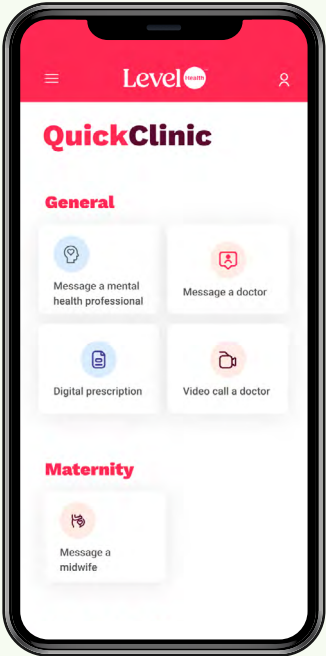 Level Health
QuickClinic
General
Message a mental
health professional
Message a doctor
Digital prescription
Video call a doctor
Maternity
Message a
midwife